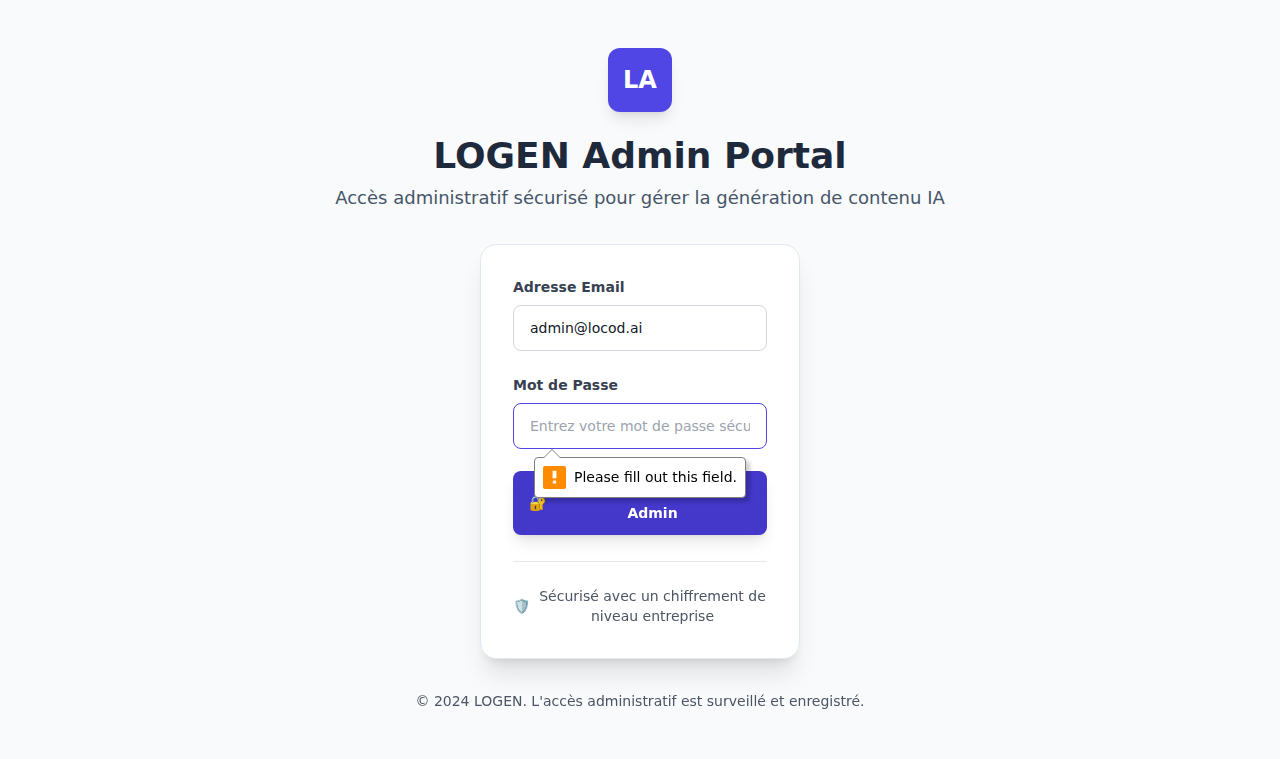 LA
LOGEN Admin Portal
Accès administratif sécurisé pour gérer la génération de contenu IA
Adresse Email
admin@locod.ai
Mot de Passe
Entrez votre mot de passe sécu
Please fill out this field.
Admin
Sécurisé avec un chiffrement de
niveau entreprise
© 2024 LOGEN. L'accès administratif est surveillé et enregistré.